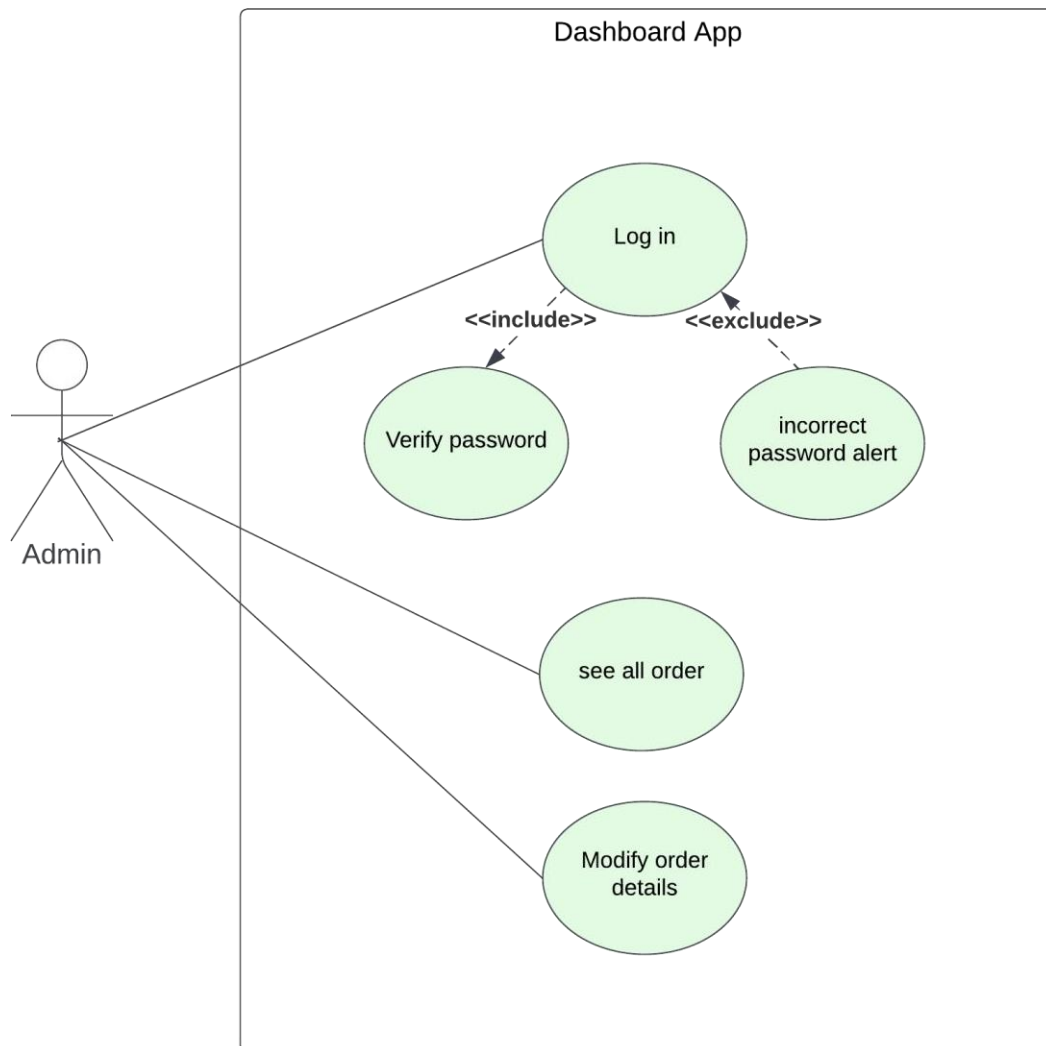 Dashboard App
Log in
<<include>>
<<exclude>>
Verify password
incorrect
password alert
Admin
see all order
Modify order
details